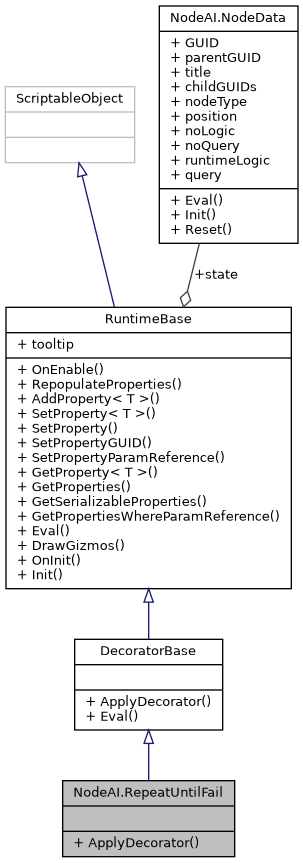 NodeAI.NodeData
+ GUID
+ parentGUID
+ title
+ childGUIDs
+ nodeType
+ position
+ noLogic
+ noQuery
+ runtimeLogic
+ query
+ Eval()
+ Init()
+ Reset()
ScriptableObject
+state
RuntimeBase
+ tooltip
+ OnEnable()
+ RepopulateProperties()
+ AddProperty< T >()
+ SetProperty< T >()
+ SetProperty()
+ SetPropertyGUID()
+ SetPropertyParamReference()
+ GetProperty< T >()
+ GetProperties()
+ GetSerializableProperties()
+ GetPropertiesWhereParamReference()
+ Eval()
+ DrawGizmos()
+ OnInit()
+ Init()
DecoratorBase
+ ApplyDecorator()
+ Eval()
NodeAI.RepeatUntilFail
+ ApplyDecorator()